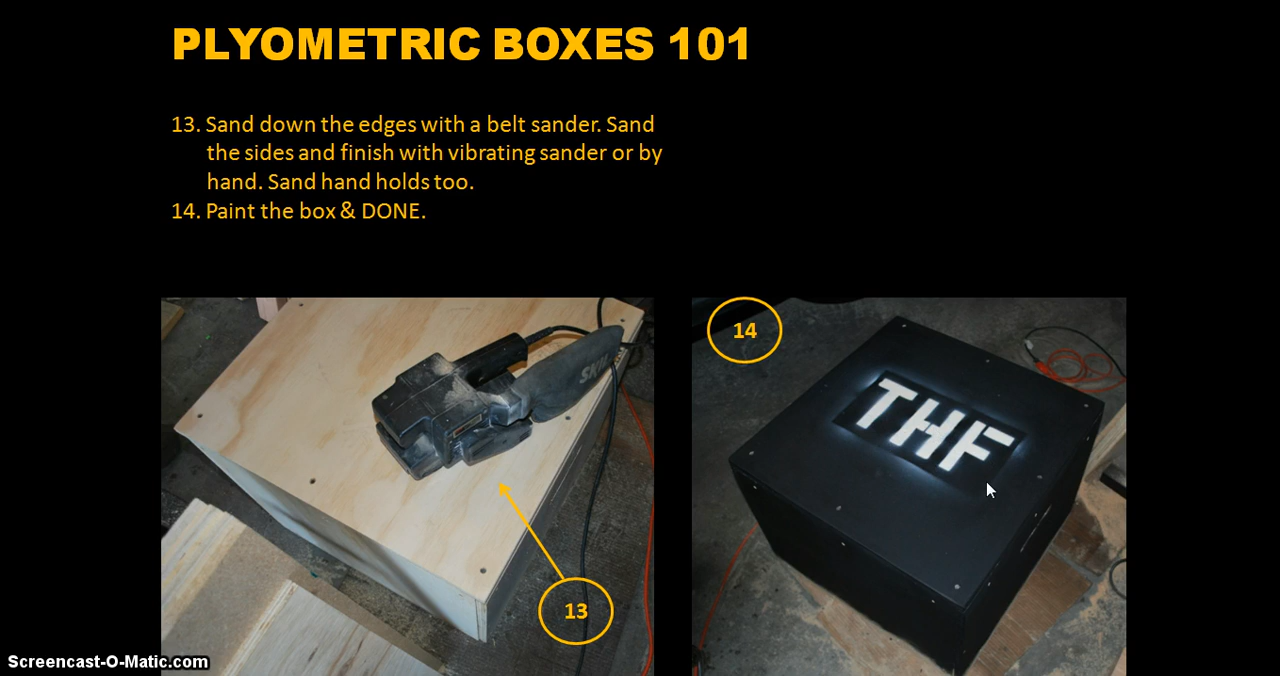 PLYOMETRIC BOXES 101
13. Sand down the edges with a belt sander. Sand
the sides and finish with vibrating sander or by
hand. Sand hand holds too.
14. Paint the box & DONE.
14
THF
13
Screencast-O-Matic.com